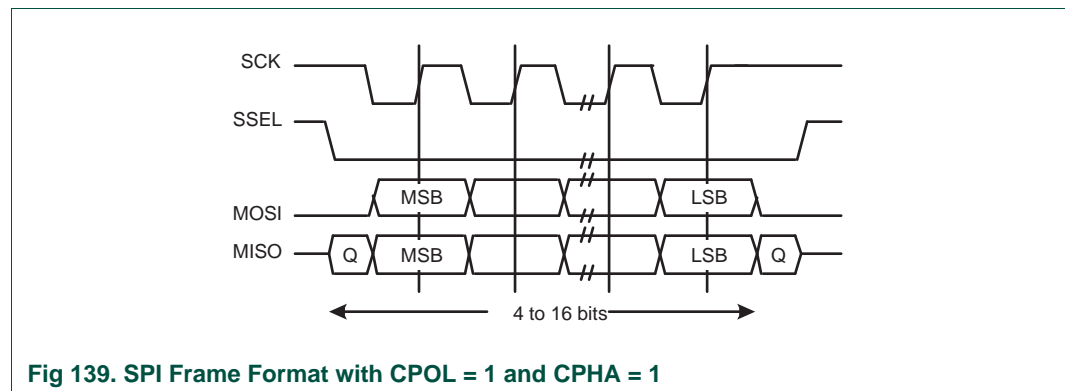 SCK
SSEL
MOSI
MSB
LSB
MISO
Q
MSB
LSB
Q
4 to 16 bits
Fig 139. SPI Frame Format with CPOL = 1 and CPHA = 1